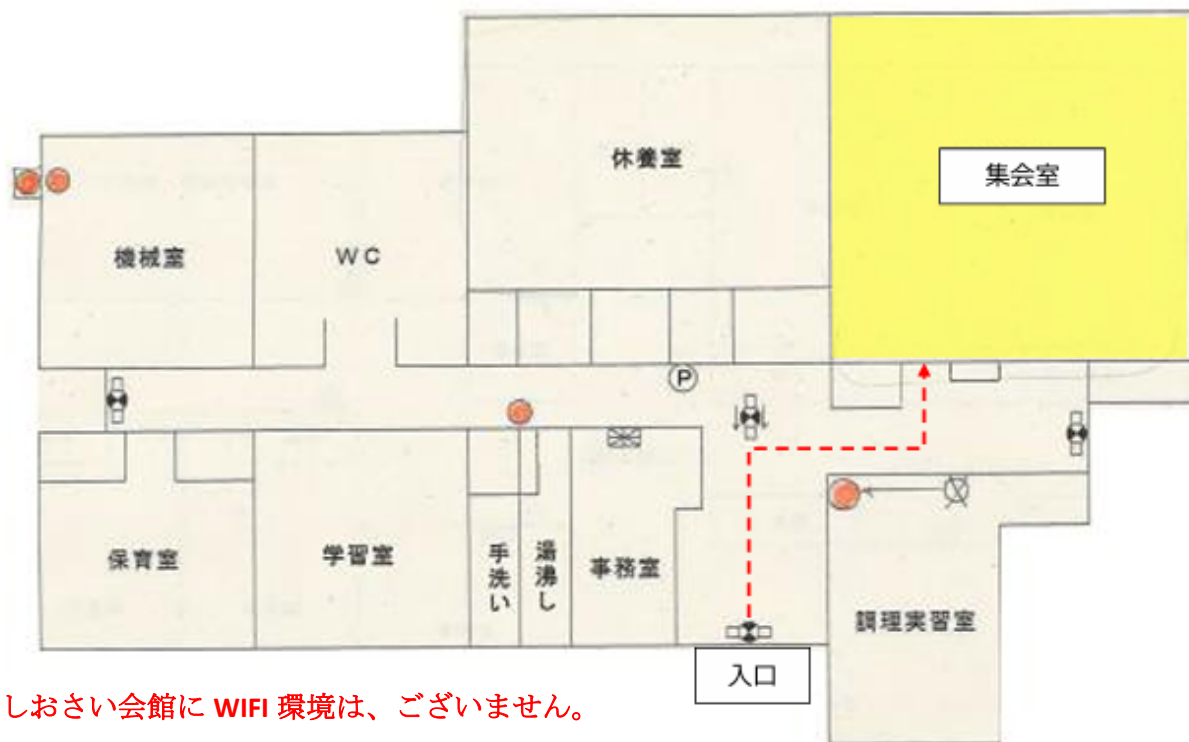 休養室
集会室
機械室
WC
P
保育室
学習室
手洗い
湯沸し
事務室
調理実習室
入口
しおさい会館に WIFI 環境は、ございません。